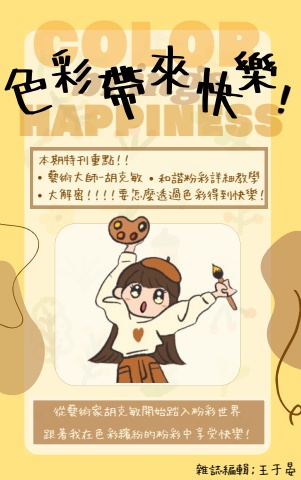 COLOR
brings
HAPPINESS
色彩帶來快樂!
本期特刊重點!!
• 藝術大師-胡克敏 • 和諧粉彩詳細教學
• 大解密!!!!要怎麼透過色彩得到快樂!
從藝術家胡克敏開始踏入粉彩世界
跟著我在色彩繽紛的粉彩中享受快樂!
雜誌編輯;王子晏